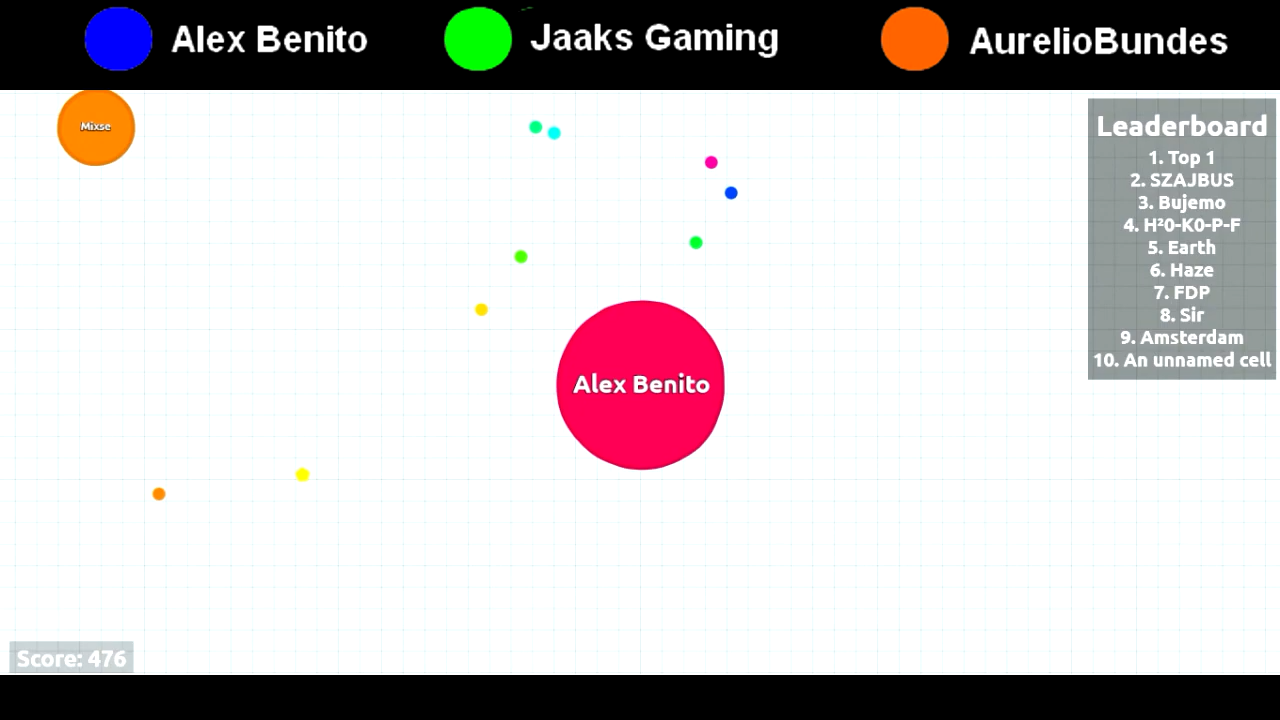 Alex Benito
Jaaks Gaming
AurelioBundes
Mixse
Leaderboard
1. Top 1
2. SZAJBUS
3. Bujemo
4. H²0-K0-P-F
5. Earth
6. Haze
7. FDP
8. Sir
9. Amsterdam
10. An unnamed cell
Alex Benito
Score: 476